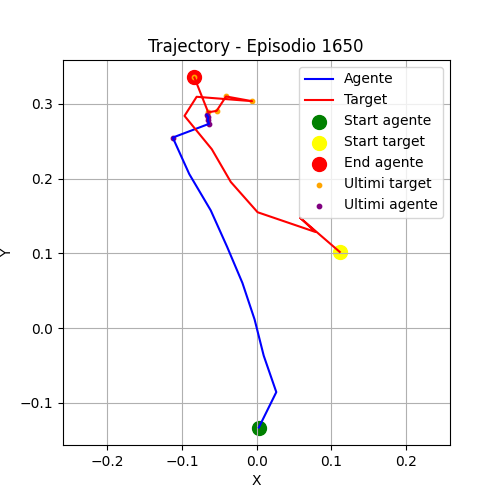 Trajectory - Episodio 1650
Agente
Target
Start agente
Start target
End agente
Ultimi target
Ultimi agente
Y
0.3
0.2
0.1
0.0
−0.1
−0.2
−0.1
0.0
0.1
0.2
X